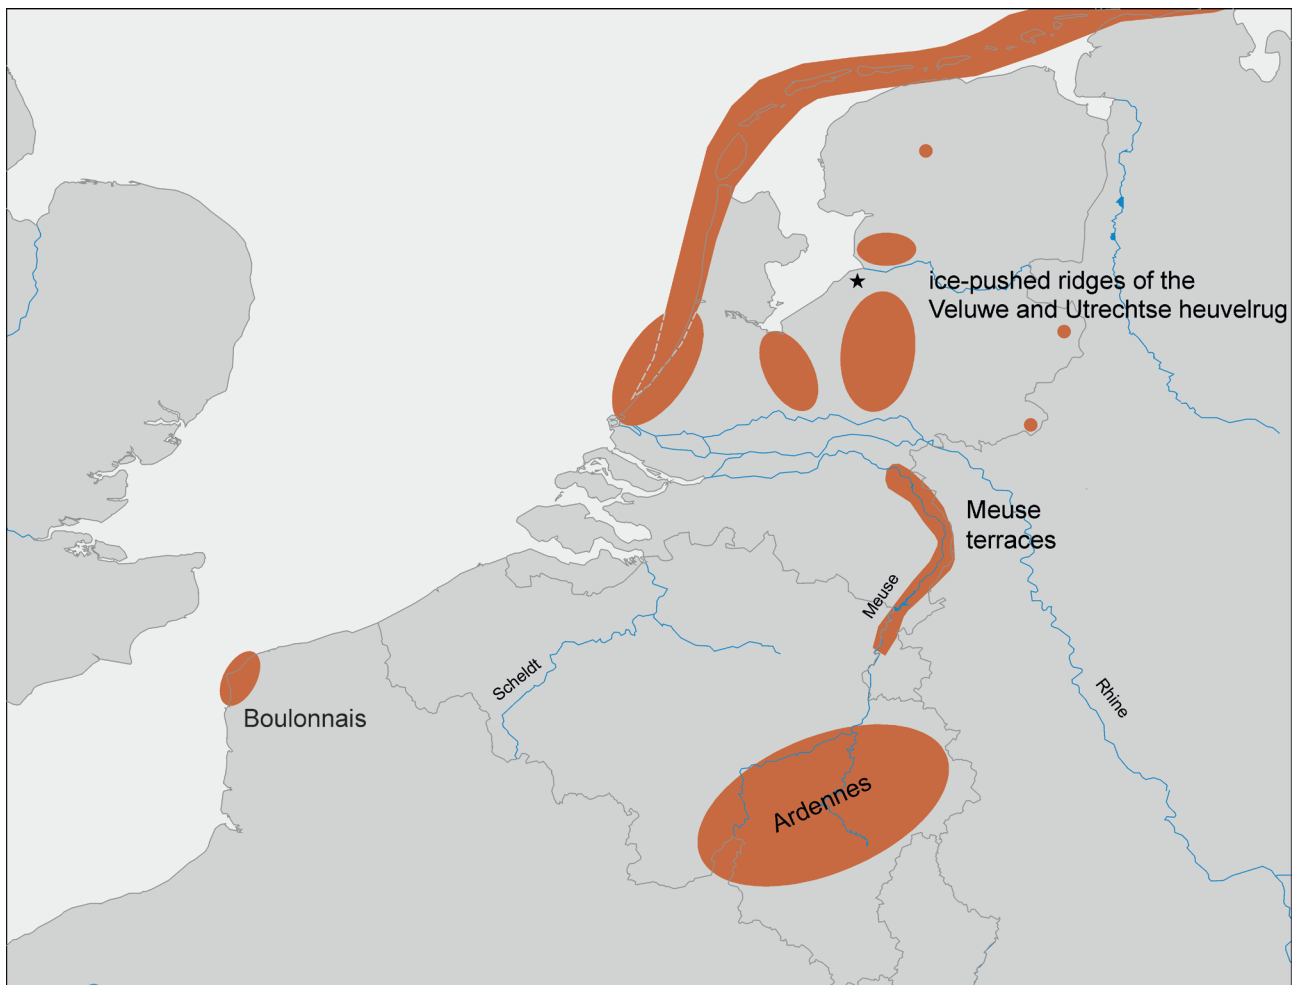 ice-pushed ridges of the
Veluwe and Utrechtse heuvelrug
Meuse
terraces
Meuse
Scheldt
Rhine
Boulonnais
Ardennes